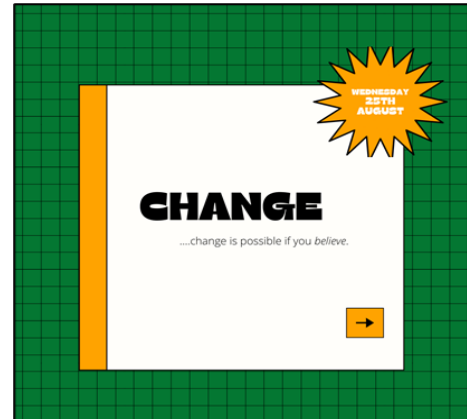 WEDNESDAY
25TH
AUGUST
CHANGE
....change is possible if you believe.